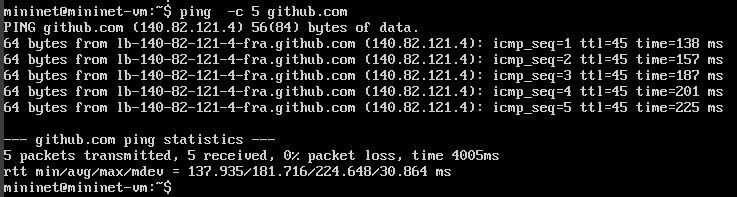 mininet@mininet-vm:~$ ping  -c 5 github.com
PING github.com (140.82.121.4) 56(84) bytes of data.
64 bytes from lb-140-82-121-4-fra.github.com (140.82.121.4): icmp_seq=1 ttl=45 time=138 ms
64 bytes from lb-140-82-121-4-fra.github.com (140.82.121.4): icmp_seq=2 ttl=45 time=157 ms
64 bytes from lb-140-82-121-4-fra.github.com (140.82.121.4): icmp_seq=3 ttl=45 time=187 ms
64 bytes from lb-140-82-121-4-fra.github.com (140.82.121.4): icmp_seq=4 ttl=45 time=201 ms
64 bytes from lb-140-82-121-4-fra.github.com (140.82.121.4): icmp_seq=5 ttl=45 time=225 ms
--- github.com ping statistics ---
5 packets transmitted, 5 received, 0% packet loss, time 4005ms
rtt min/avg/max/mdev = 137.935/181.716/224.648/30.864 ms
mininet@mininet-vm:~$